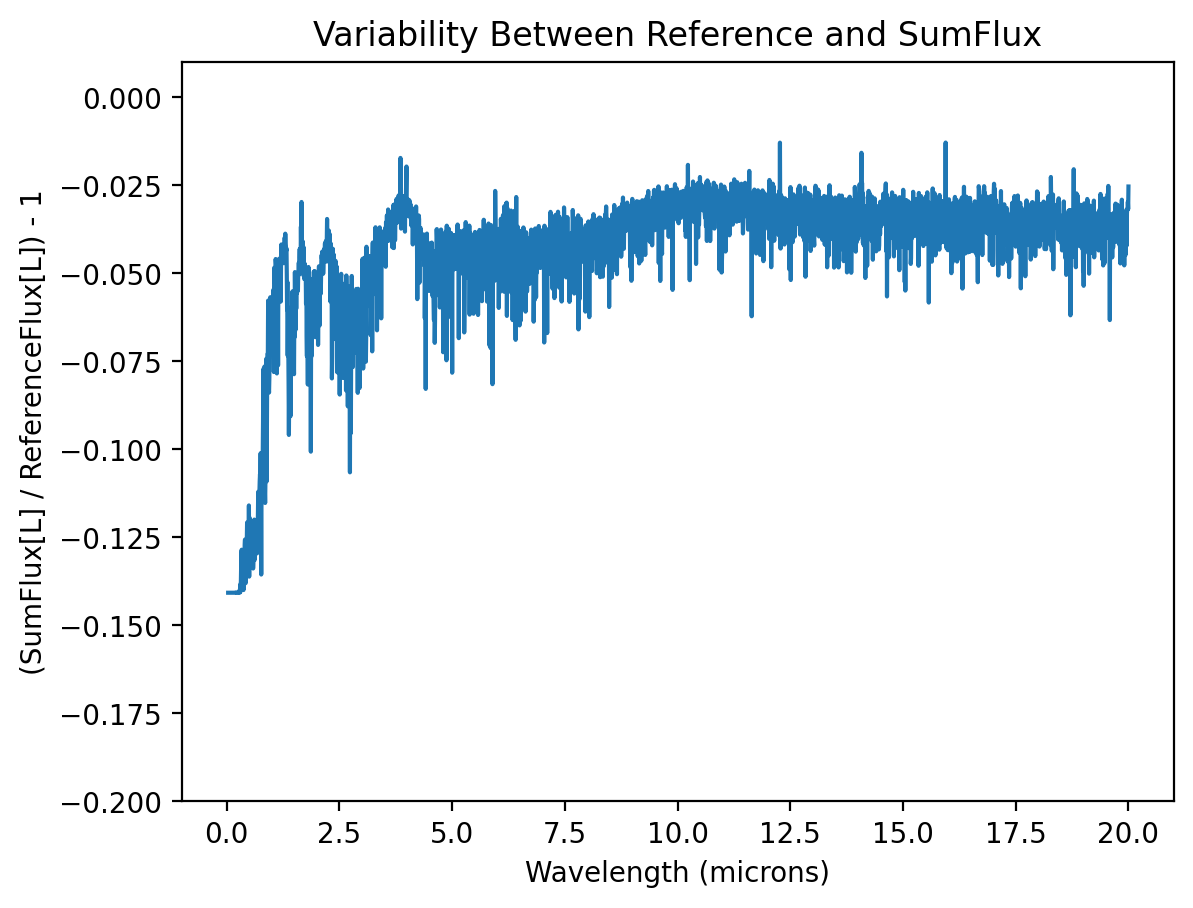 Variability Between Reference and SumFlux
(SumFlux[L] / ReferenceFlux[L]) - 1
0.000
−0.025
−0.050
−0.075
−0.100
−0.125
−0.150
−0.175
−0.200
0.0 2.5 5.0 7.5 10.0 12.5 15.0 17.5 20.0
Wavelength (microns)